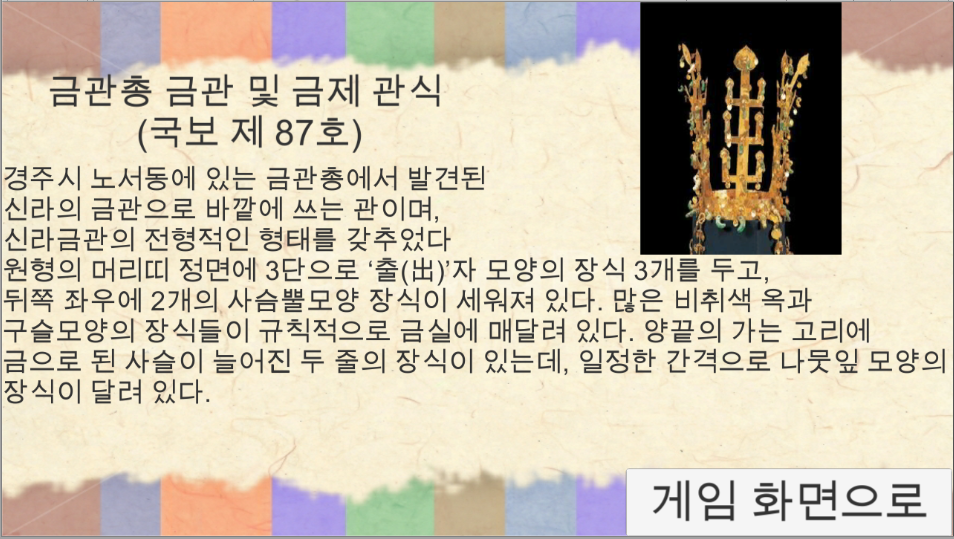 금관총 금관 및 금제 관식
(국보 제 87호)
경주시 노서동에 있는 금관총에서 발견된
신라의 금관으로 바깥에 쓰는 관이며,
신라금관의 전형적인 형태를 갖추었다
원형의 머리띠 정면에 3단으로 ‘출(出)’자 모양의 장식 3개를 두고,
뒤쪽 좌우에 2개의 사슴뿔모양 장식이 세워져 있다. 많은 비취색 옥과
구슬모양의 장식들이 규칙적으로 금실에 매달려 있다. 양끝의 가는 고리에
금으로 된 사슬이 늘어진 두 줄의 장식이 있는데, 일정한 간격으로 나뭇잎 모양의
장식이 달려 있다.
게임 화면으로